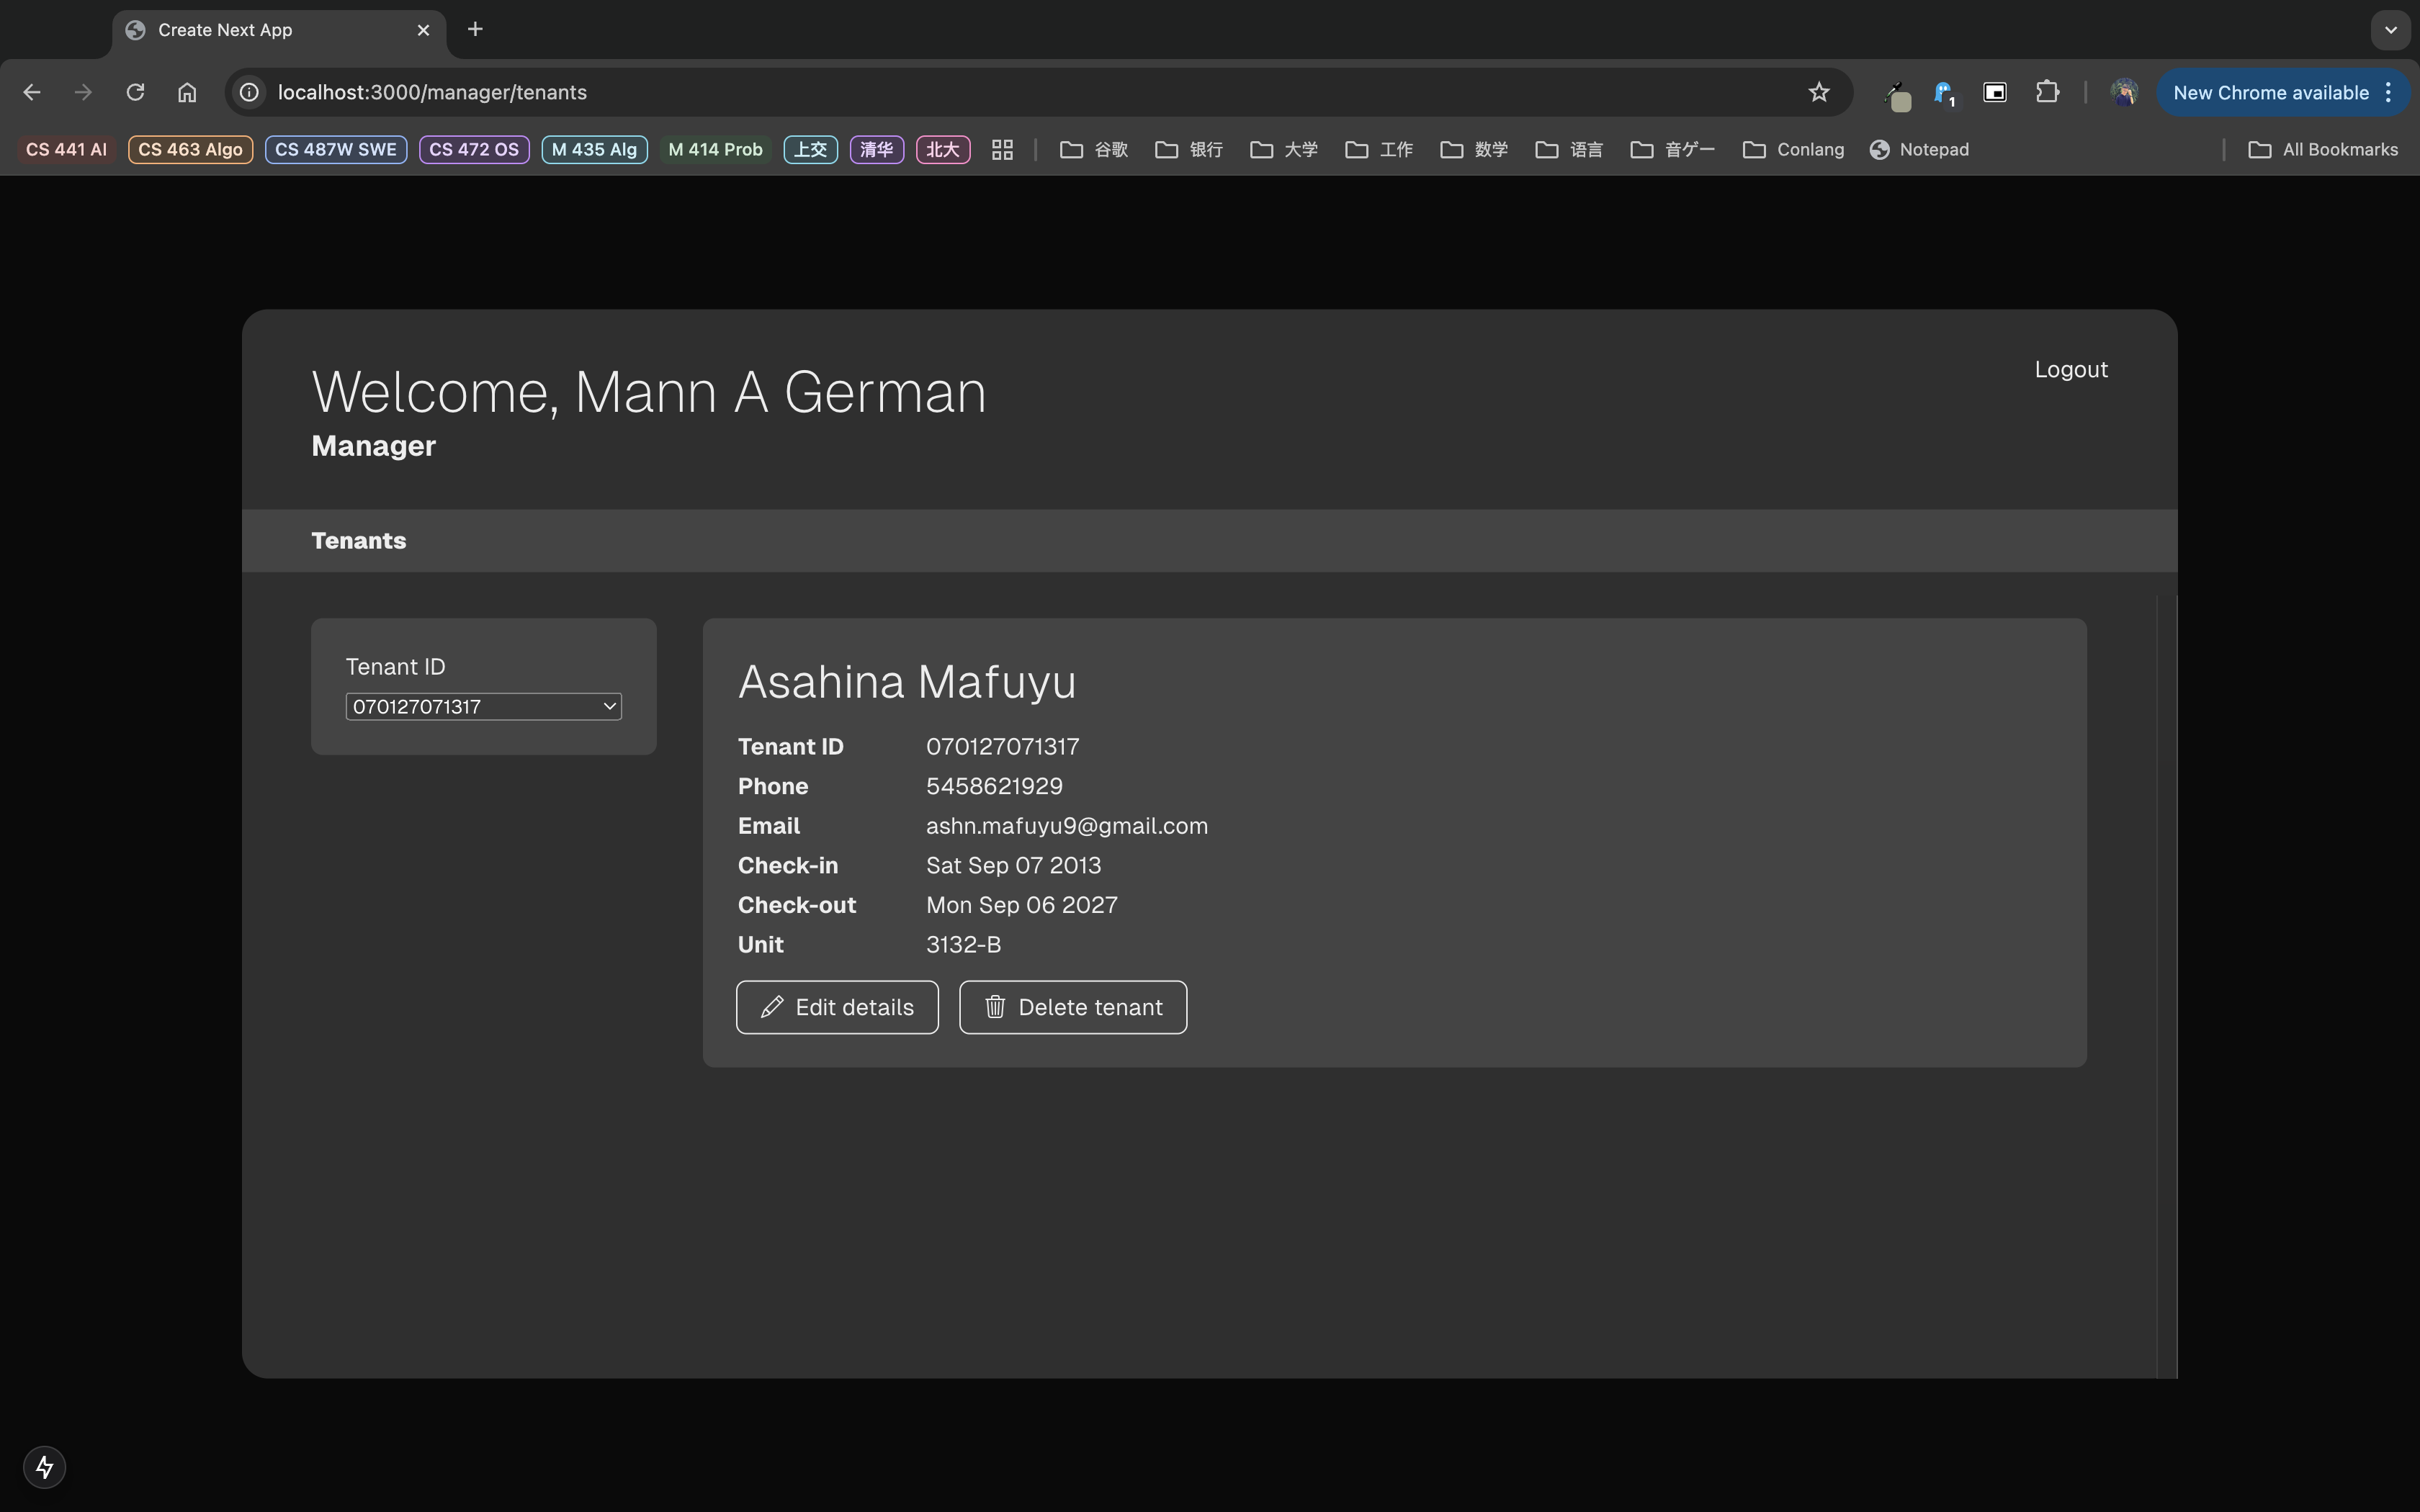 Create Next App
localhost:3000/manager/tenants
1
New Chrome available
CS 441 AI
CS 463 Algo
CS 487W SWE
CS 472 OS
M 435 Alg
M 414 Prob
上交
清华
北大
谷歌
银行
大学
工作
数学
语言
音ゲー
Conlang
Notepad
All Bookmarks
Welcome, Mann A German
Logout
Manager
Tenants
Tenant ID
070127071317
Asahina Mafuyu
Tenant ID 070127071317
Phone 5458621929
Email ashn.mafuyu9@gmail.com
Check-in Sat Sep 07 2013
Check-out Mon Sep 06 2027
Unit 3132-B
Edit details
Delete tenant